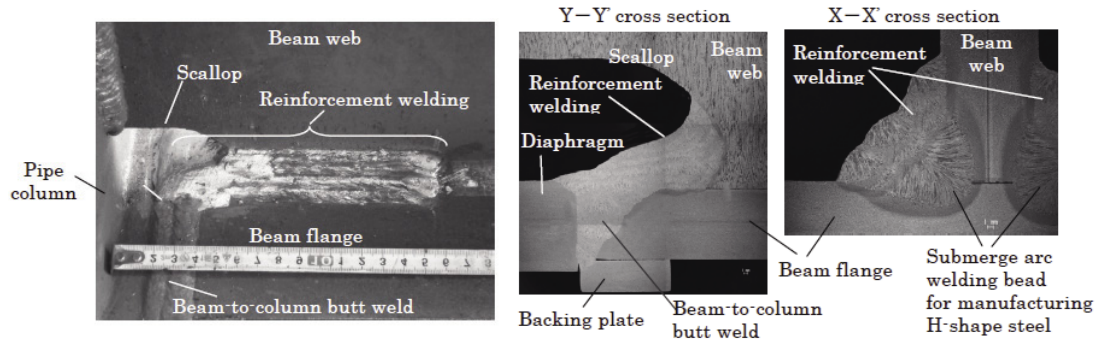 Beam web
Scallop
Reinforcement welding
Pipe
column
Beam flange
Beam-to-column butt weld
Y－Y' cross section
Scallop
Beam
web
Reinforcement
welding
Diaphragm
Backing plate
Beam-to-column
butt weld
Beam flange
X－X' cross section
Reinforcement
welding
Beam
web
Submerge arc
welding bead
for manufacturing
H-shape steel